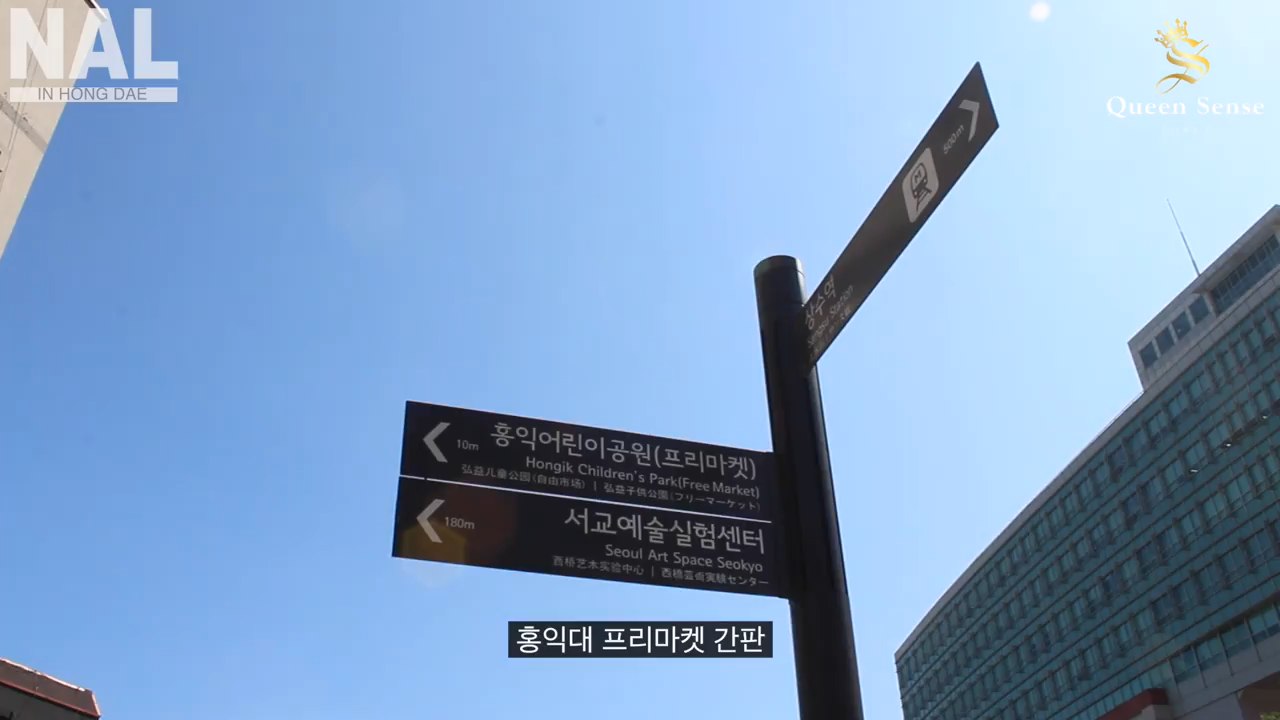 NAL
IN HONG DAE
Queen Sense
500m
상수역
Sangsu Station
10m
홍익어린이공원(프리마켓)
Hongik Children's Park(Free Market)
弘益儿童公园(自由市场) | 弘益子供公園(フリーマーケット)
180m
서교예술실험센터
Seoul Art Space Seokyo
西桥艺术实验中心 | 西橋芸術実験センター
홍익대 프리마켓 간판